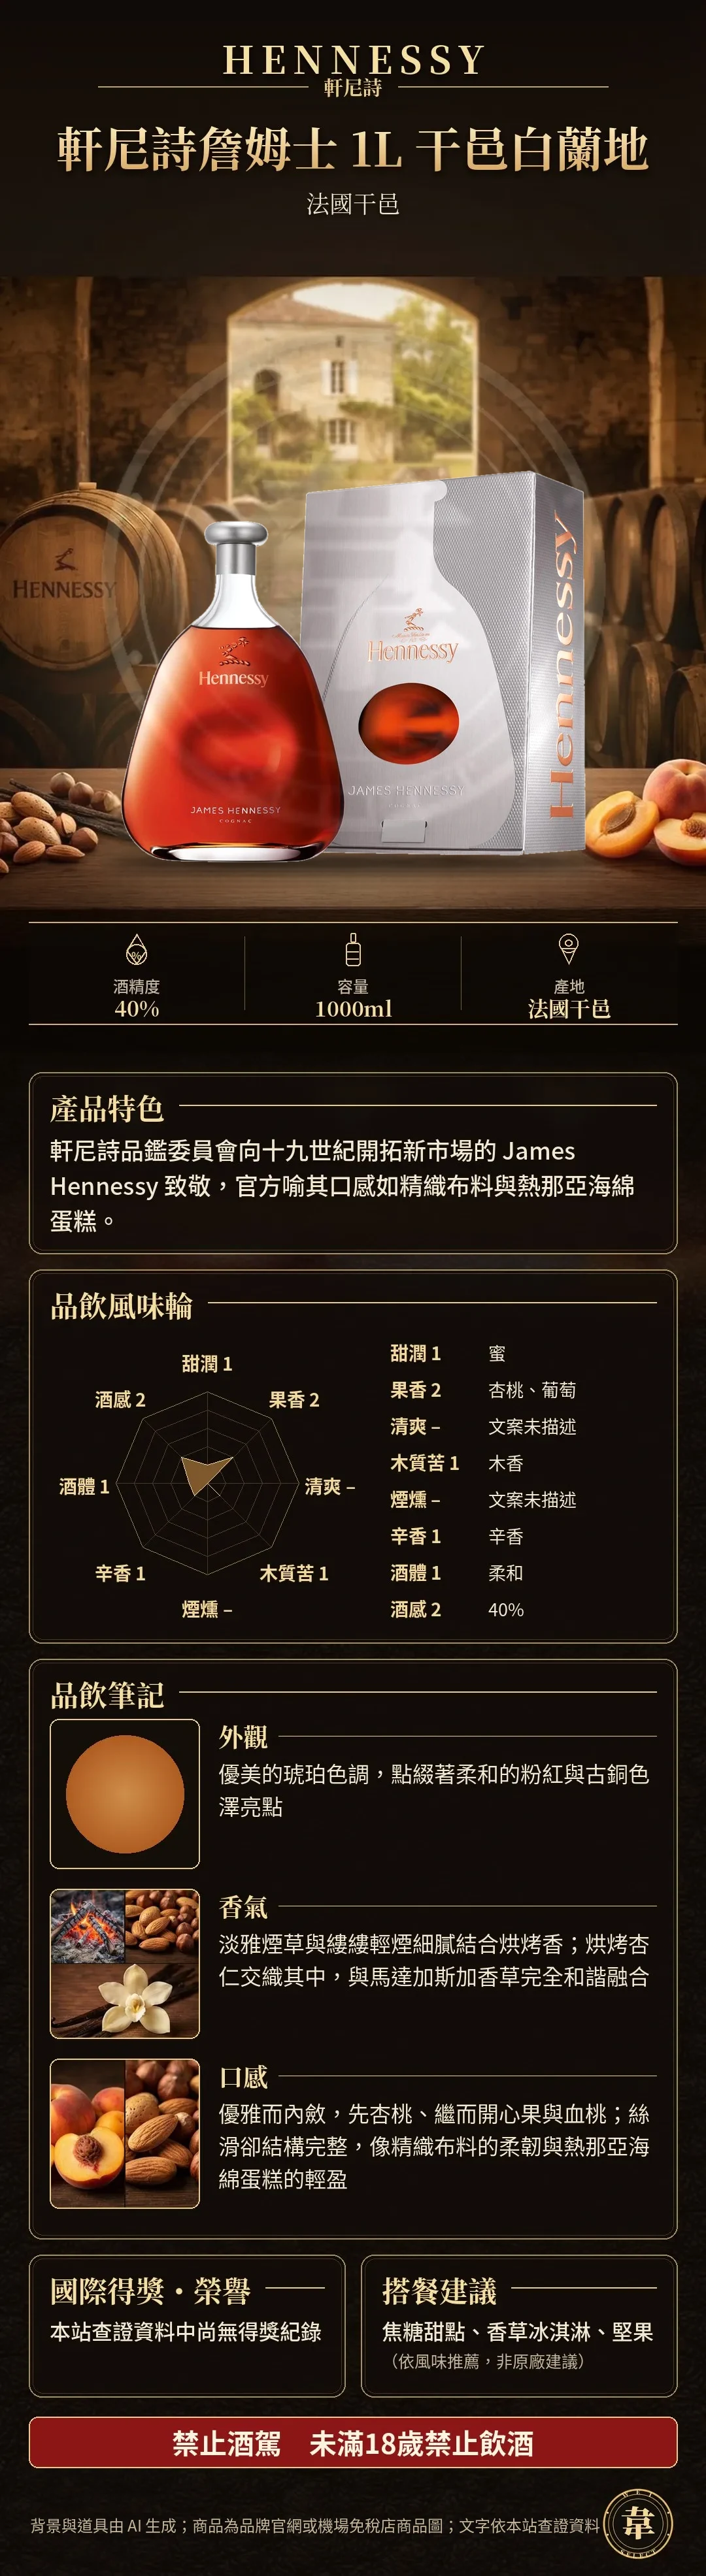 HENNESSY
軒尼詩
軒尼詩詹姆士 1L 干邑白蘭地
法國干邑
HENNESSY
Hennessy
JAMES HENNESSY
COGNAC
Hennessy
JAMES HENNESSY
Hennessy
酒精度
40%
容量
1000ml
產地
法國干邑
產品特色
軒尼詩品鑑委員會向十九世紀開拓新市場的 James
Hennessy 致敬，官方喻其口感如精織布料與熱那亞海綿
蛋糕。
品飲風味輪
甜潤 1
果香 2
清爽 –
木質苦 1
煙燻 –
辛香 1
酒體 1
酒感 2
甜潤 1 蜜
果香 2 杏桃、葡萄
清爽 – 文案未描述
木質苦 1 木香
煙燻 – 文案未描述
辛香 1 辛香
酒體 1 柔和
酒感 2 40%
品飲筆記
外觀
優美的琥珀色調，點綴著柔和的粉紅與古銅色
澤亮點
香氣
淡雅煙草與縷縷輕煙細膩結合烘烤香；烘烤杏
仁交織其中，與馬達加斯加香草完全和諧融合
口感
優雅而內斂，先杏桃、繼而開心果與血桃；絲
滑卻結構完整，像精織布料的柔韌與熱那亞海
綿蛋糕的輕盈
國際得獎・榮譽
本站查證資料中尚無得獎紀錄
搭餐建議
焦糖甜點、香草冰淇淋、堅果
（依風味推薦，非原廠建議）
禁止酒駕　未滿18歲禁止飲酒
背景與道具由 AI 生成；商品為品牌官網或機場免稅店商品圖；文字依本站查證資料
WEI
韋
SELECT